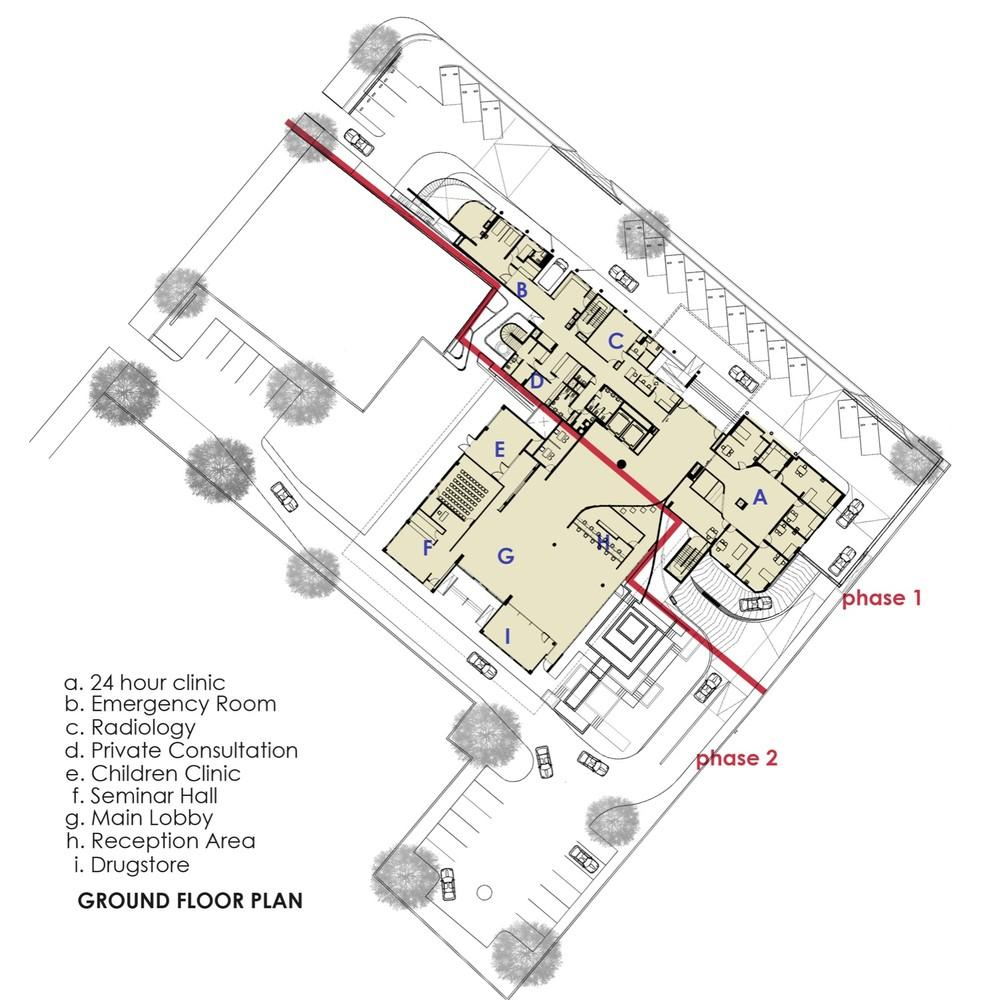 B
C
D
E
A
F
G
H
I
phase 1
phase 2
a. 24 hour clinic
b. Emergency Room
c. Radiology
d. Private Consultation
e. Children Clinic
f. Seminar Hall
g. Main Lobby
h. Reception Area
i. Drugstore
GROUND FLOOR PLAN